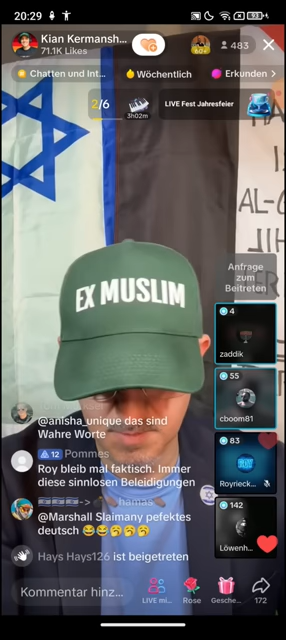 20:29
93
Kian Kermansh...
71.1K Likes
483
Chatten und Int...
Wöchentlich
Erkunden >
2/6
3h02m
LIVE Fest Jahresfeier
EX MUSLIM
Anfrage
zum
Beitreten
4
zaddik
55
cboom81
83
Royrieck...
142
Löwenh...
@anisha_unique das sind
Wahre Worte
12 Pommes
Roy bleib mal faktisch. Immer
diese sinnlosen Beleidigungen
hamas
@Marshall Slaimany pefektes
deutsch 😂😂🥱🥱🥱
Hays Hays126 ist beigetreten
Kommentar hinz...
LIVE mi...
Rose
Gesche...
172